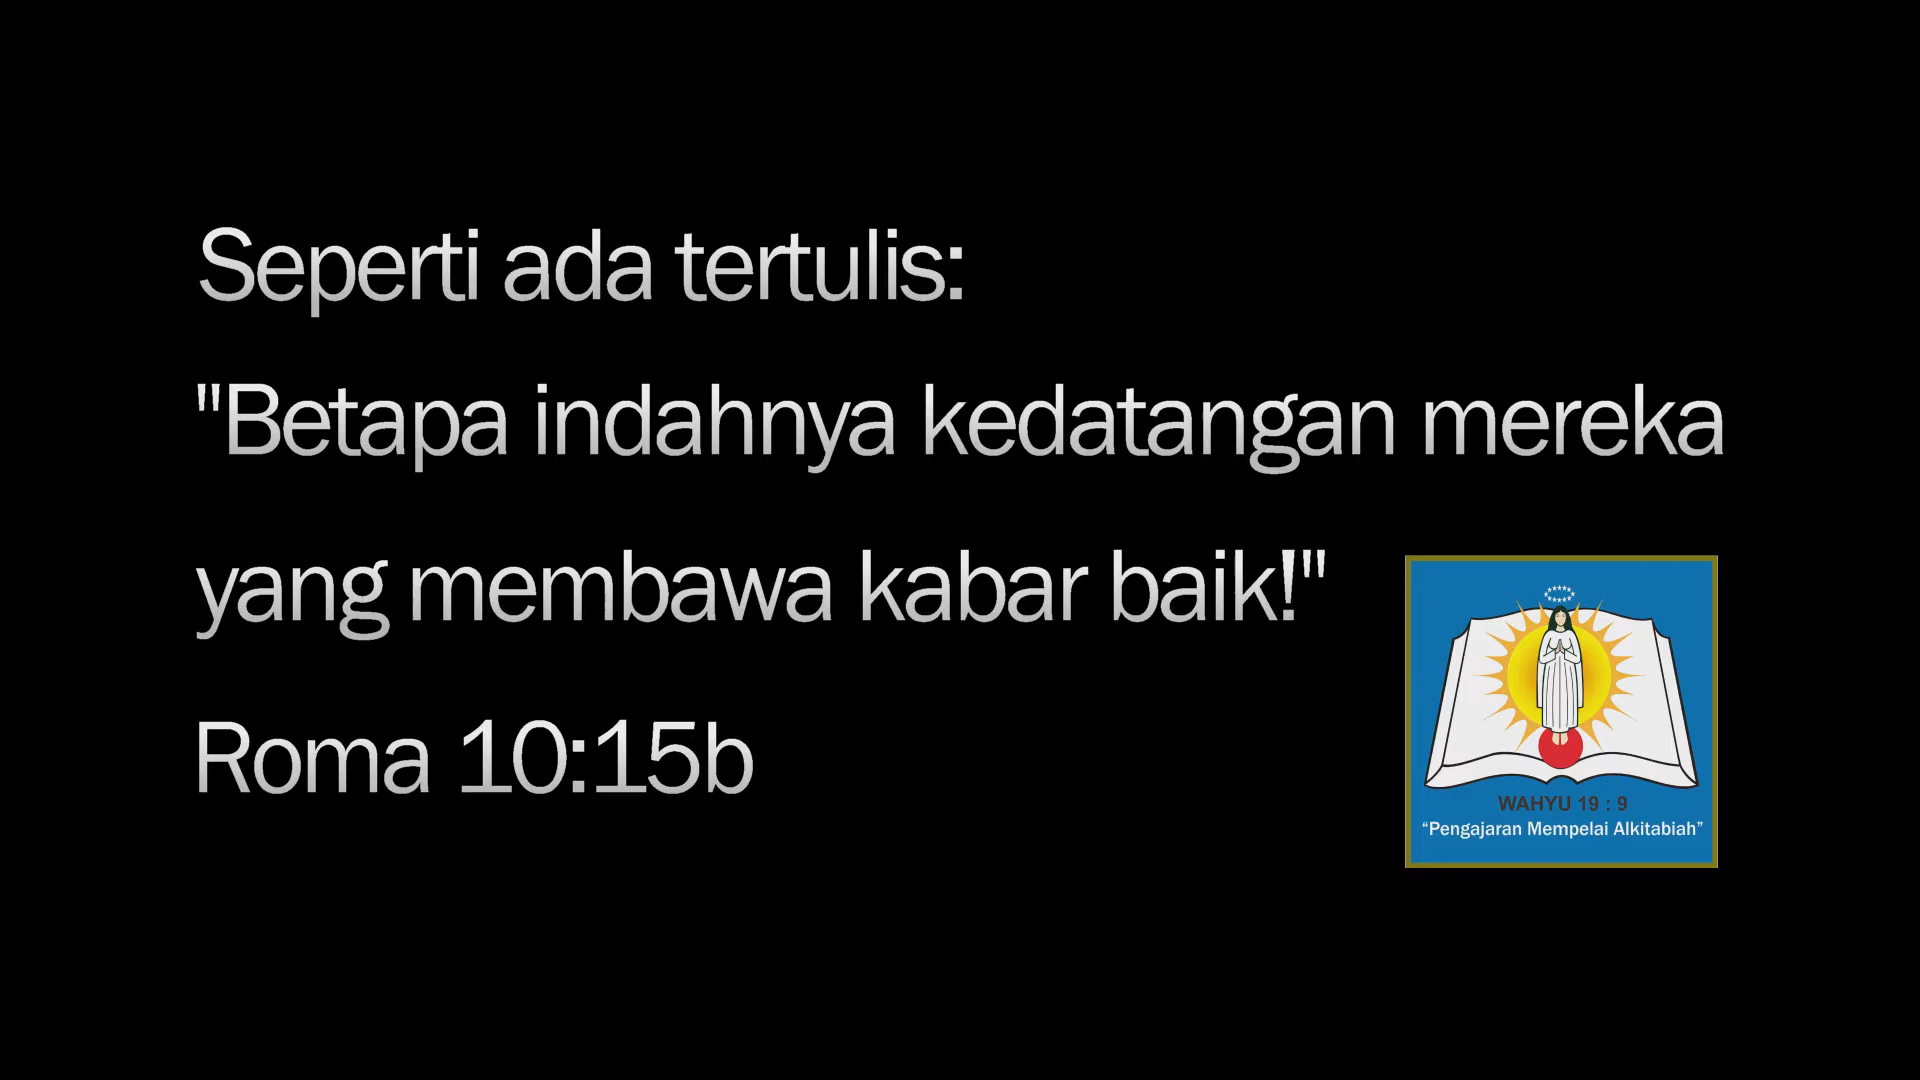 Seperti ada tertulis:
"Betapa indahnya kedatangan mereka
yang membawa kabar baik!"
Roma 10:15b
WAHYU 19 : 9
“Pengajaran Mempelai Alkitabiah”